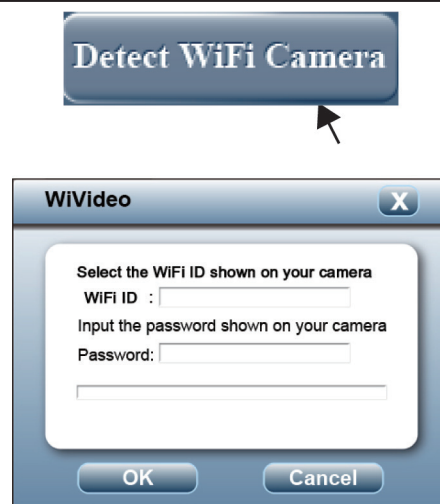 Detect WiFi Camera
WiVideo
X
Select the WiFi ID shown on your camera
WiFi ID :
Input the password shown on your camera
Password:
OK
Cancel